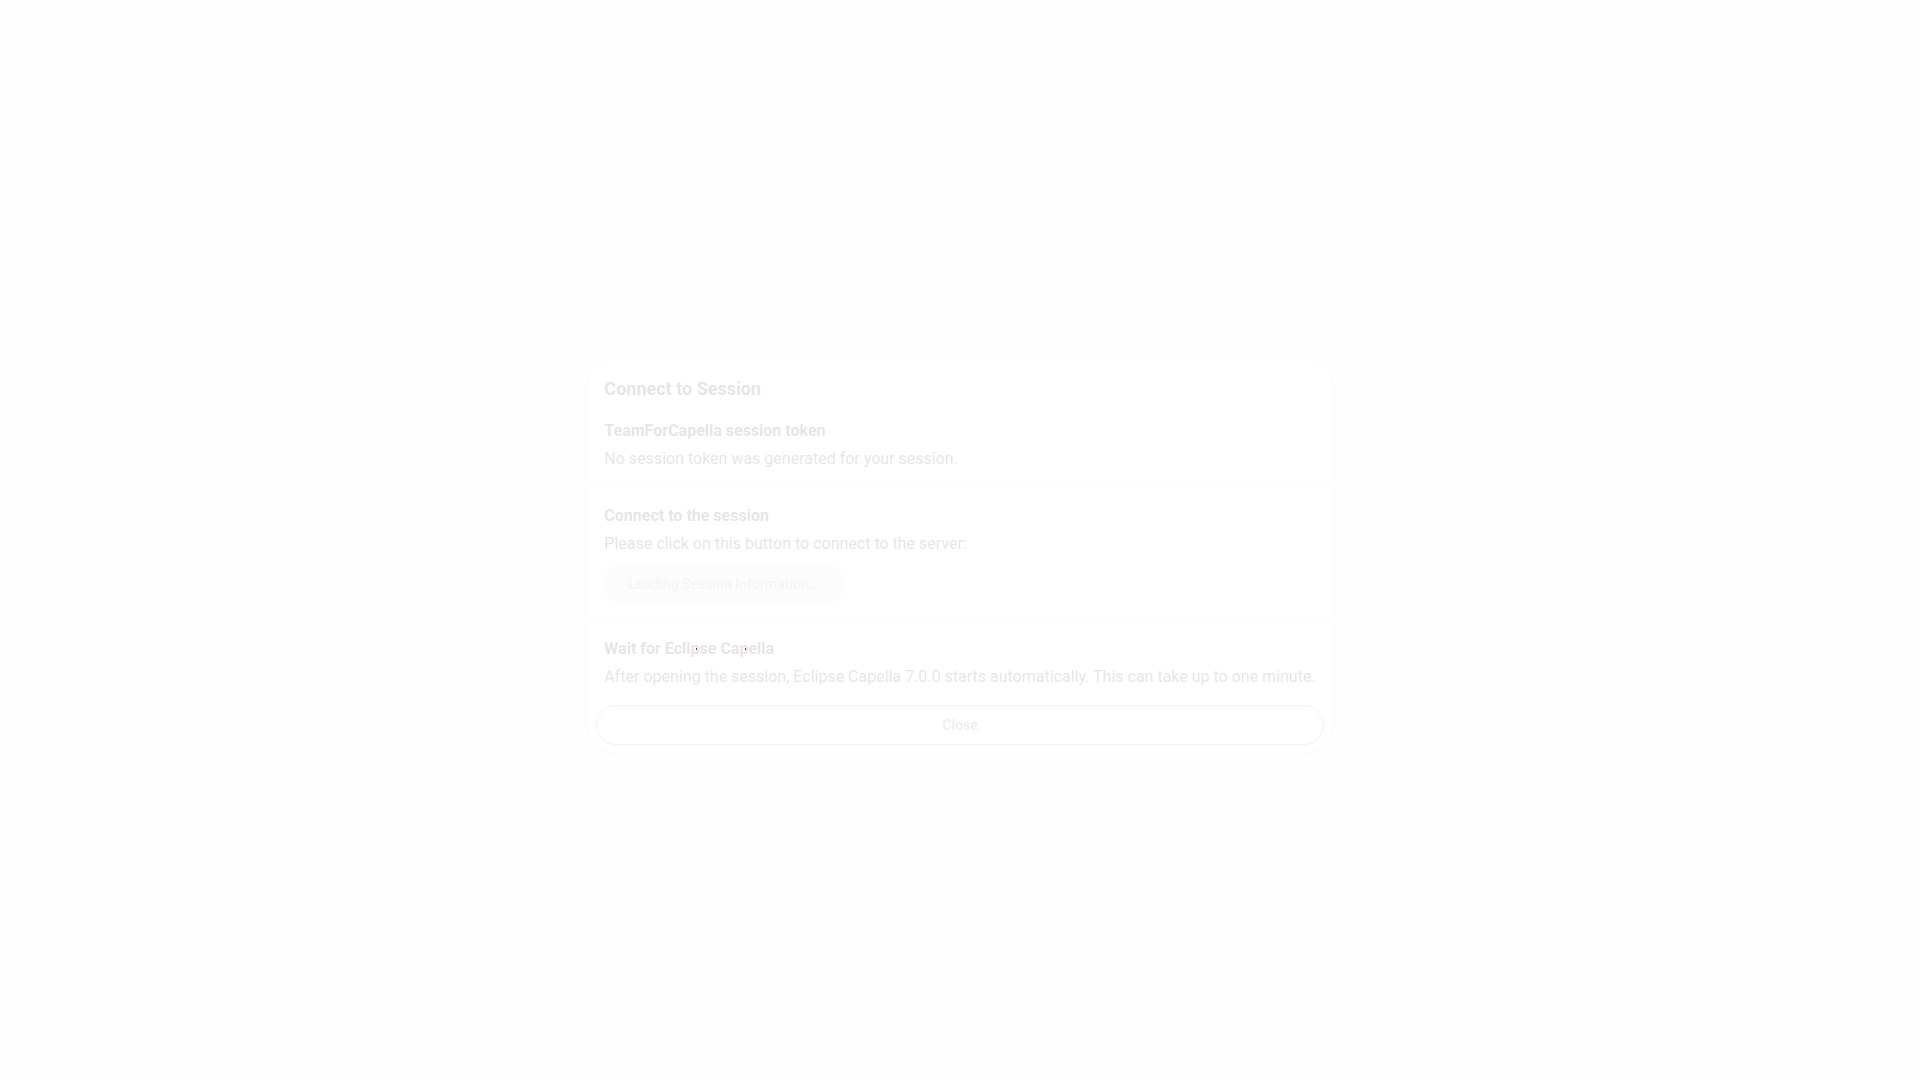 Connect to Session
TeamForCapella session token
No session token was generated for your session.
Connect to the session
Please click on this button to connect to the server:
Loading Session Information...
Wait for Eclipse Capella
After opening the session, Eclipse Capella 7.0.0 starts automatically. This can take up to one minute.
Close